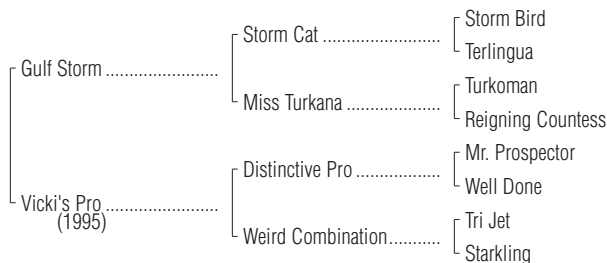 Storm Bird
Storm Cat ........................
Terlingua
Gulf Storm .......................
Turkoman
Miss Turkana ...................
Reigning Countess
Mr. Prospector
Distinctive Pro .................
Well Done
Vicki's Pro .......................
(1995)
Tri Jet
Weird Combination...........
Starkling